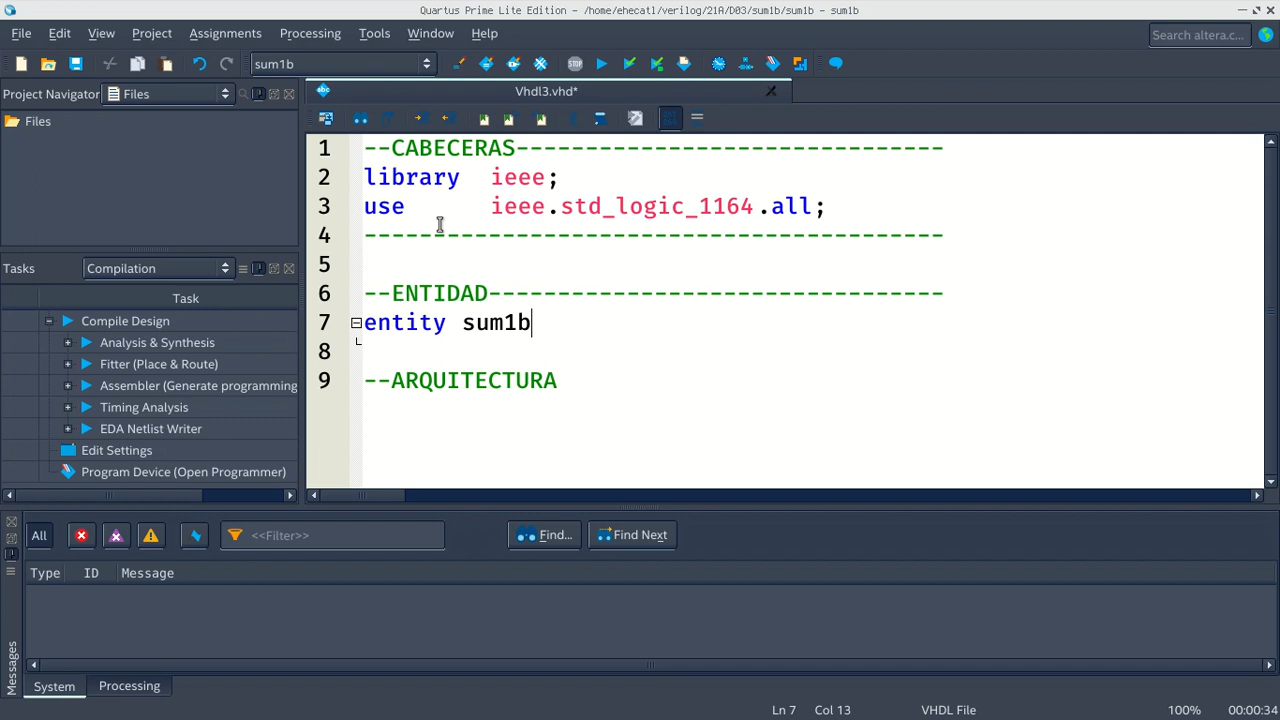 Quartus Prime Lite Edition - /home/ehecatl/verilog/21A/D03/sum1b/sum1b - sum1b
File Edit View Project Assignments Processing Tools Window Help Search altera.c...
sum1b
Project Navigator Files
Files
Vhdl3.vhd*
1 --CABECERAS-------------------------------
2 library  ieee;
3 use      ieee.std_logic_1164.all;
4 ------------------------------------------
5
6 --ENTIDAD---------------------------------
7 entity sum1b
8
9 --ARQUITECTURA
Tasks Compilation
Task
Compile Design
Analysis & Synthesis
Fitter (Place & Route)
Assembler (Generate programming
Timing Analysis
EDA Netlist Writer
Edit Settings
Program Device (Open Programmer)
All <<Filter>> Find... Find Next
Type ID Message
Messages
System Processing
Ln 7 Col 13 VHDL File 100% 00:00:34